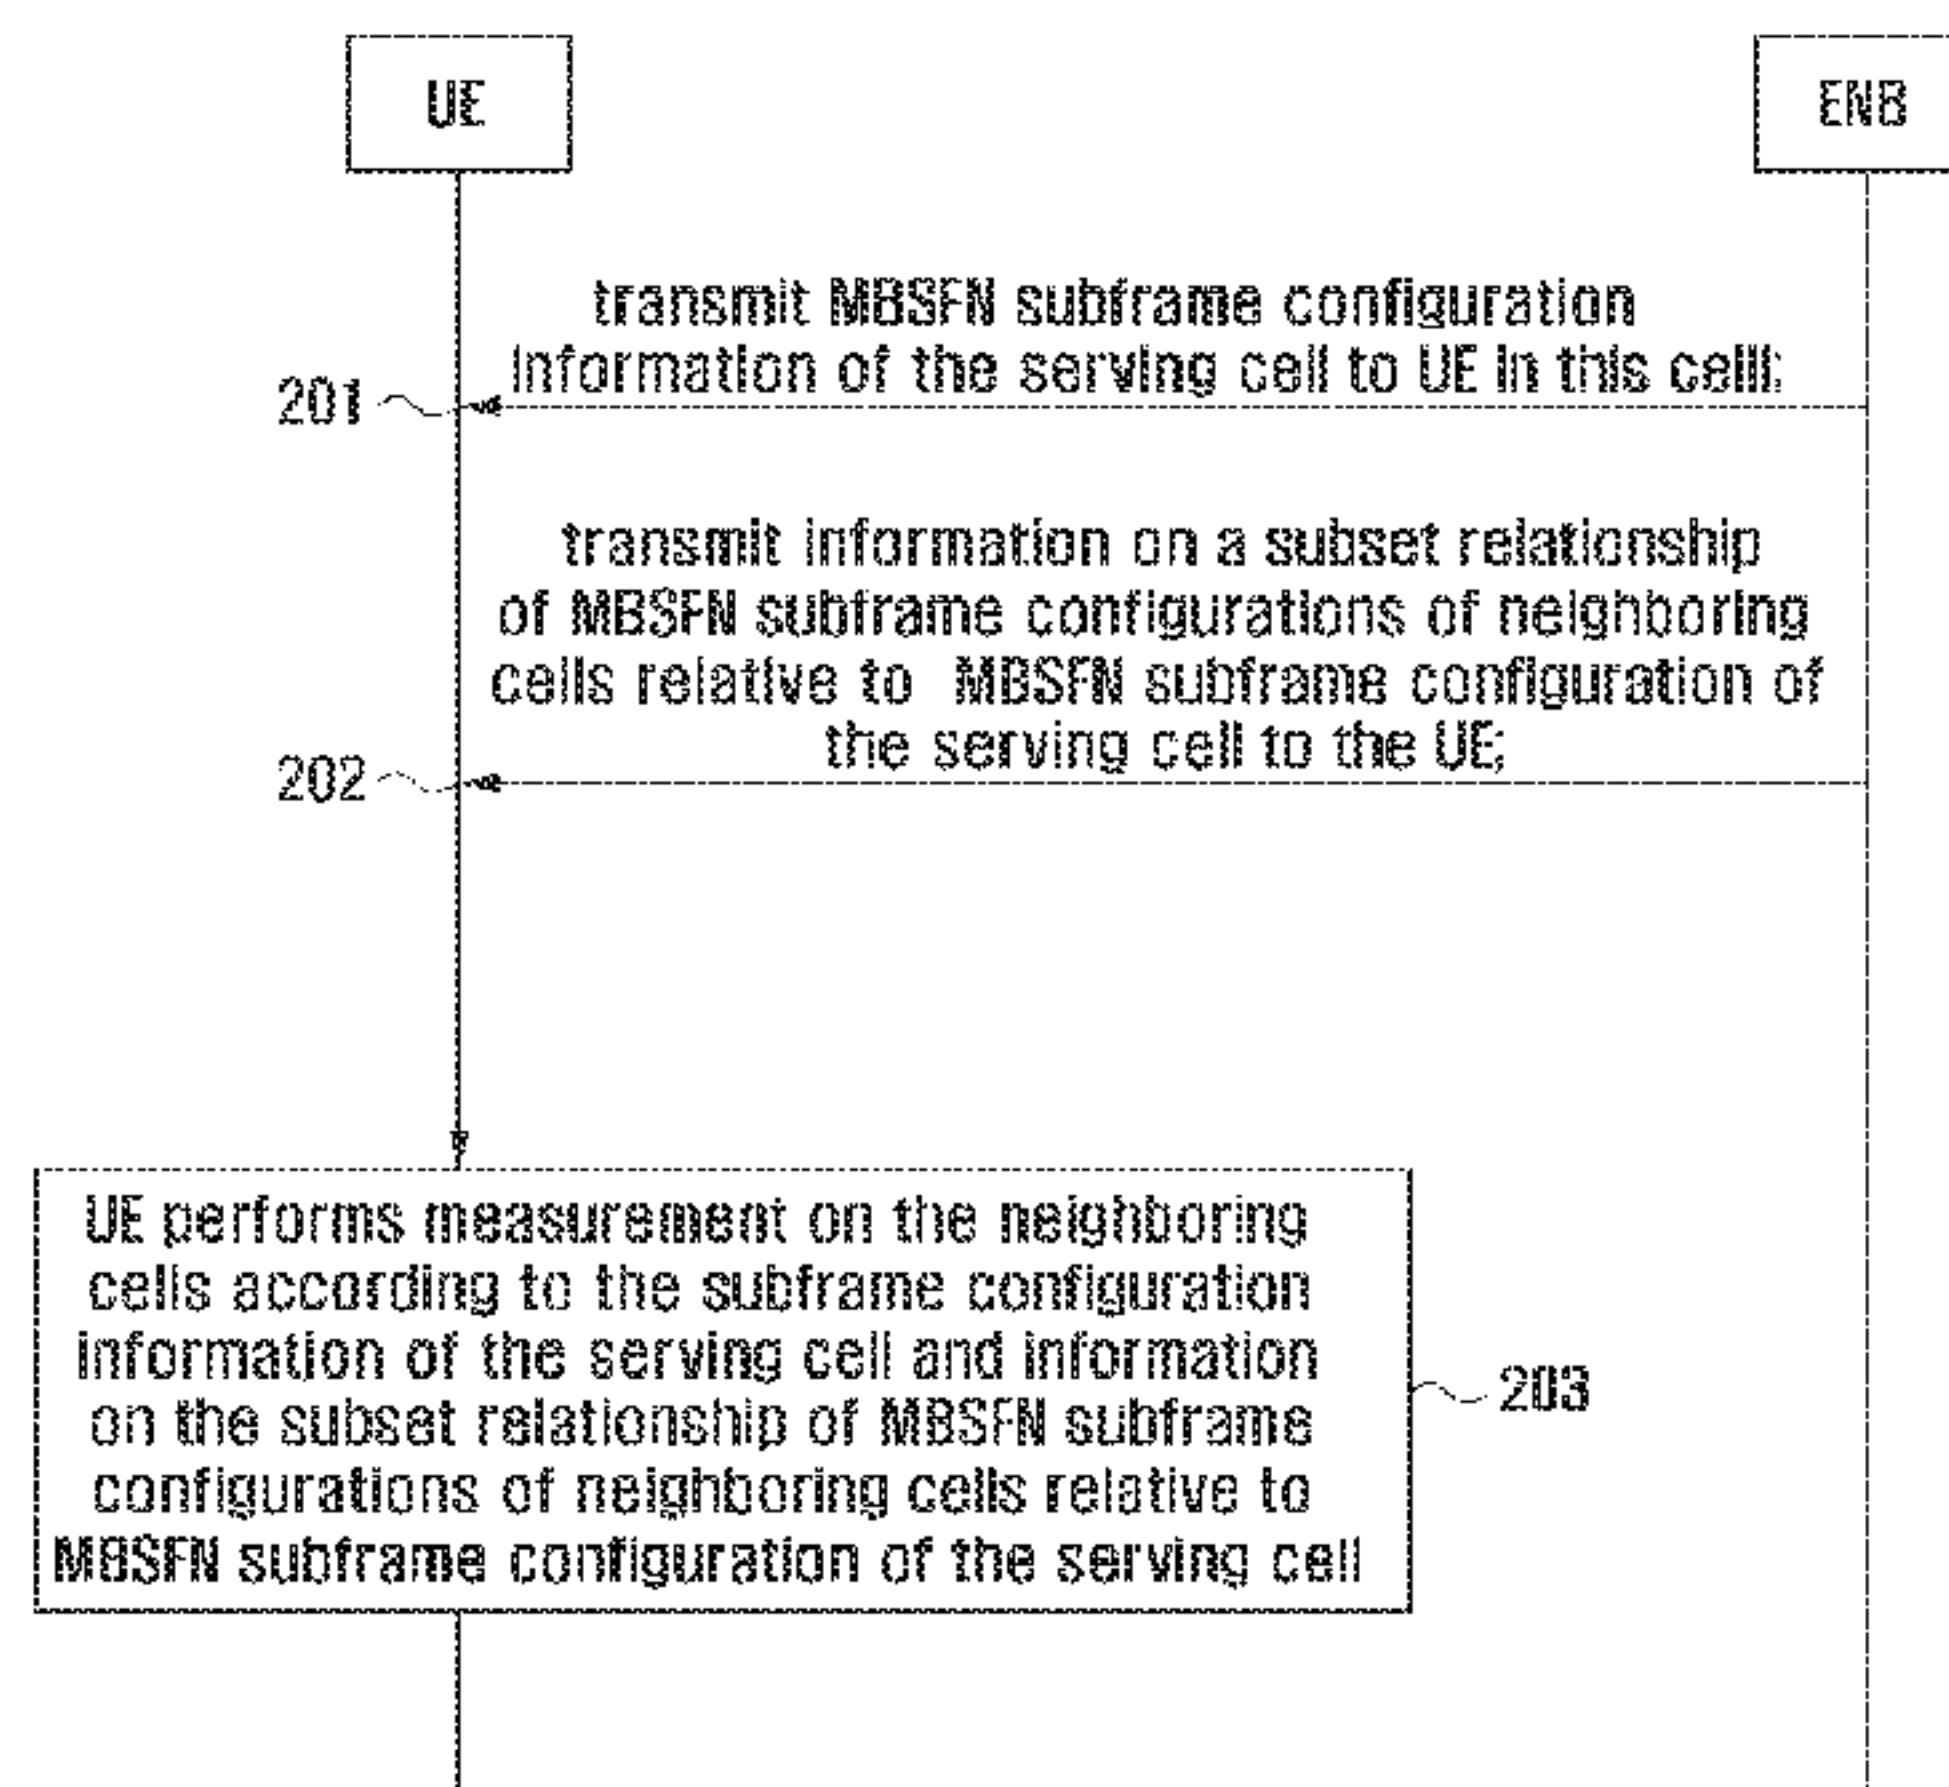 UE
ENB
transmit MBSFN subframe configuration
information of the serving cell to UE in this cell;
201
transmit information on a subset relationship
of MBSFN subframe configurations of neighboring
cells relative to MBSFN subframe configuration of
the serving cell to the UE;
202
UE performs measurement on the neighboring
cells according to the subframe configuration
information of the serving cell and information
on the subset relationship of MBSFN subframe
configurations of neighboring cells relative to
MBSFN subframe configuration of the serving cell
203